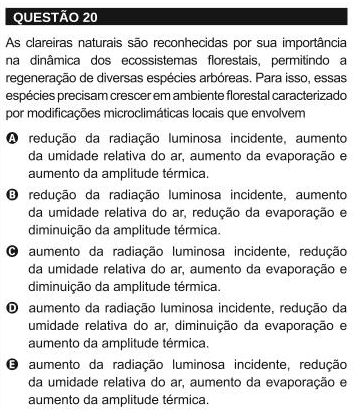 QUESTÃO 20
As clareiras naturais são reconhecidas por sua importância
na dinâmica dos ecossistemas florestais, permitindo a
regeneração de diversas espécies arbóreas. Para isso, essas
espécies precisam crescer em ambiente florestal caracterizado
por modificações microclimáticas locais que envolvem
A redução da radiação luminosa incidente, aumento
da umidade relativa do ar, aumento da evaporação e
aumento da amplitude térmica.
B redução da radiação luminosa incidente, aumento
da umidade relativa do ar, redução da evaporação e
diminuição da amplitude térmica.
C aumento da radiação luminosa incidente, redução
da umidade relativa do ar, aumento da evaporação e
diminuição da amplitude térmica.
D aumento da radiação luminosa incidente, redução da
umidade relativa do ar, diminuição da evaporação e
aumento da amplitude térmica.
E aumento da radiação luminosa incidente, redução
da umidade relativa do ar, aumento da evaporação e
aumento da amplitude térmica.